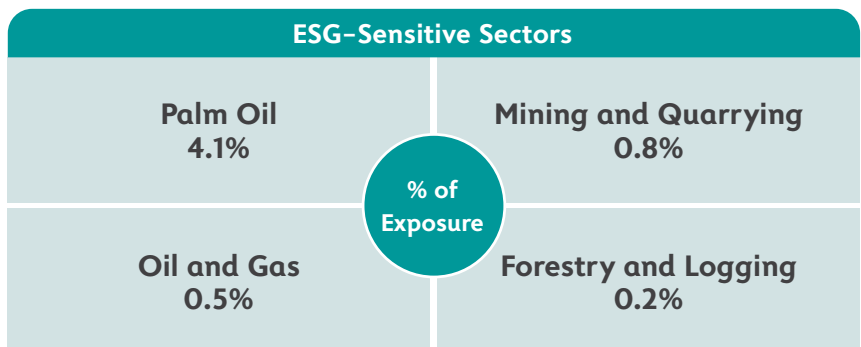 ESG-Sensitive Sectors
Palm Oil
4.1%
Mining and Quarrying
0.8%
% of
Exposure
Oil and Gas
0.5%
Forestry and Logging
0.2%